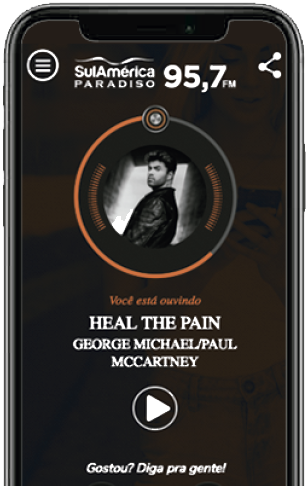 SulAmérica
PARADISO
95,7FM
Você está ouvindo
HEAL THE PAIN
GEORGE MICHAEL/PAUL
MCCARTNEY
Gostou? Diga pra gente!